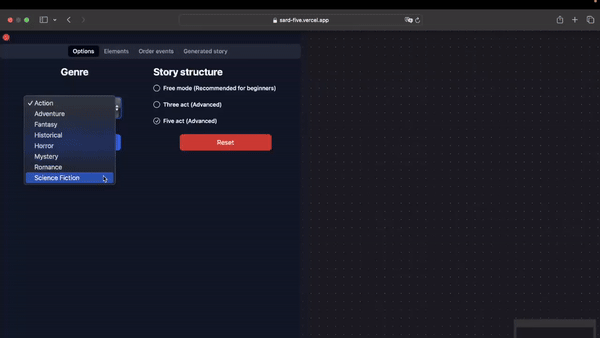 sard-five.vercel.app
Options Elements Order events Generated story
Genre
Story structure
Free mode (Recommended for beginners)
Three act (Advanced)
Five act (Advanced)
Reset
✓ Action
Adventure
Fantasy
Historical
Horror
Mystery
Romance
Science Fiction